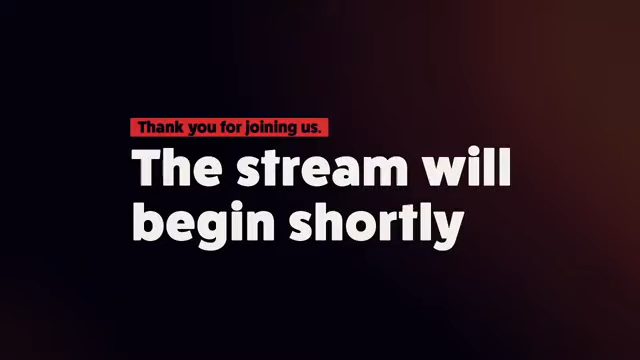 Thank you for joining us.
The stream will
begin shortly